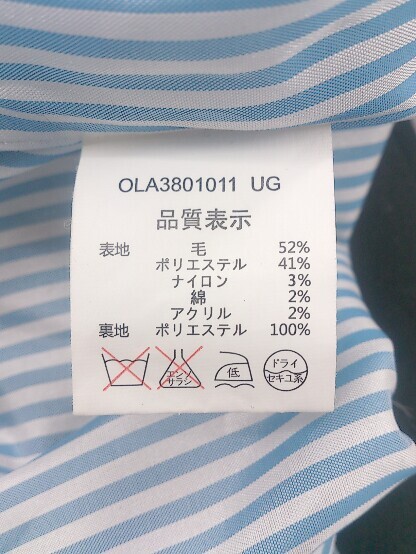 OLA3801011 UG
品質表示
表地 毛 52%
ポリエステル 41%
ナイロン 3%
綿 2%
アクリル 2%
裏地 ポリエステル 100%
エンソ
サラシ
低
ドライ
セキユ系